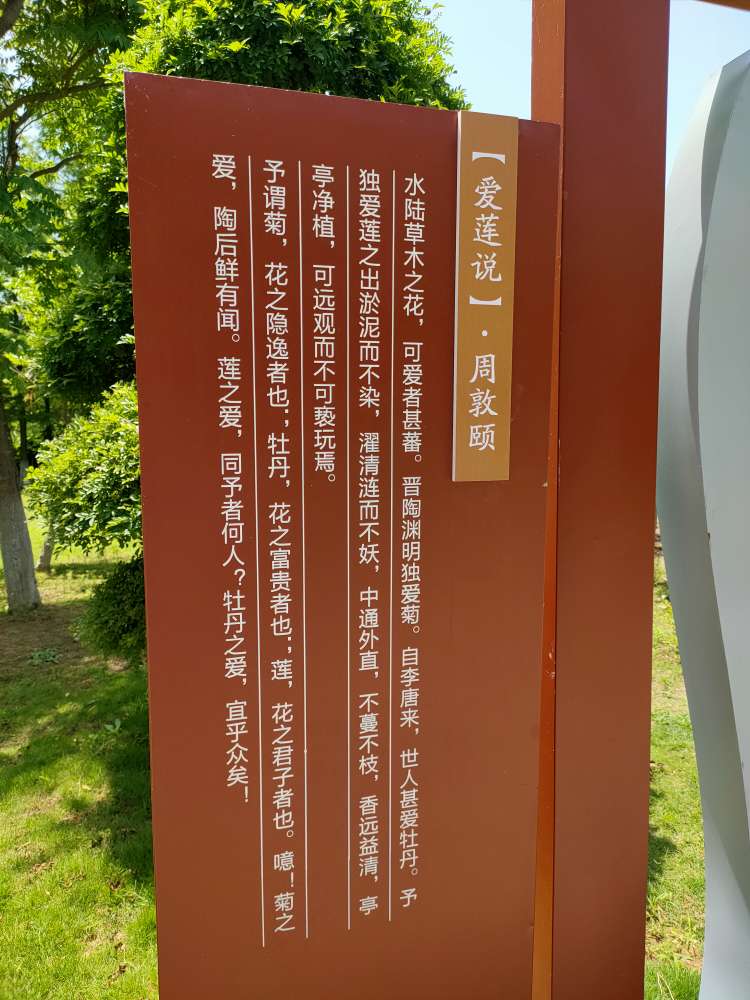 【爱莲说】·周敦颐
水陆草木之花，可爱者甚蕃。晋陶渊明独爱菊。自李唐来，世人甚爱牡丹。予
独爱莲之出淤泥而不染，濯清涟而不妖，中通外直，不蔓不枝，香远益清，亭
亭净植，可远观而不可亵玩焉。
予谓菊，花之隐逸者也；牡丹，花之富贵者也；莲，花之君子者也。噫！菊之
爱，陶后鲜有闻。莲之爱，同予者何人？牡丹之爱，宜乎众矣！